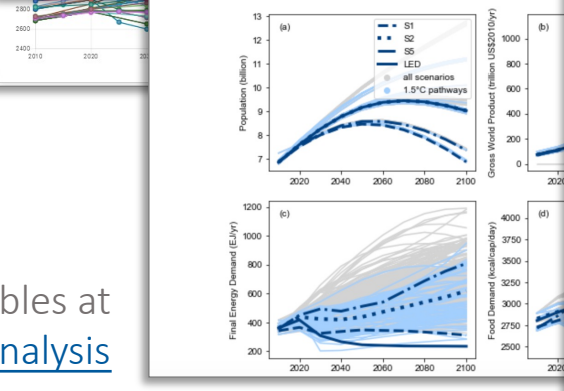 2800
2600
2400
2010 2020
bles at
nalysis
(a)
S1
S2
S5
LED
all scenarios
1.5°C pathways
Population (billion)
13
12
11
10
9
8
7
2020 2040 2060 2080 2100
(b)
Gross World Product (trillion US$2010/yr)
1000
800
600
400
200
0
(c)
Final Energy Demand (EJ/yr)
1200
1000
800
600
400
200
2020 2040 2060 2080 2100
(d)
Food Demand (kcal/cap/day)
4000
3750
3500
3250
3000
2750
2500